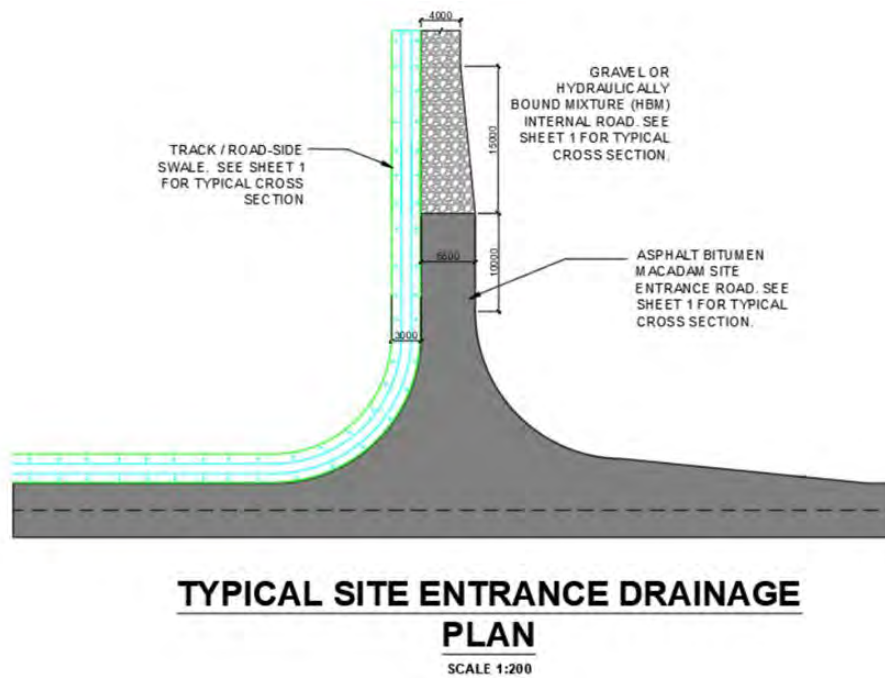 4000
GRAVEL OR
HYDRAULICALLY
BOUND MIXTURE (HBM)
INTERNAL ROAD. SEE
SHEET 1 FOR TYPICAL
CROSS SECTION.
15000
TRACK / ROAD-SIDE
SWALE. SEE SHEET 1
FOR TYPICAL CROSS
SECTION
5500
10000
ASPHALT BITUMEN
MACADAM SITE
ENTRANCE ROAD. SEE
SHEET 1 FOR TYPICAL
CROSS SECTION.
3000
TYPICAL SITE ENTRANCE DRAINAGE
PLAN
SCALE 1:200